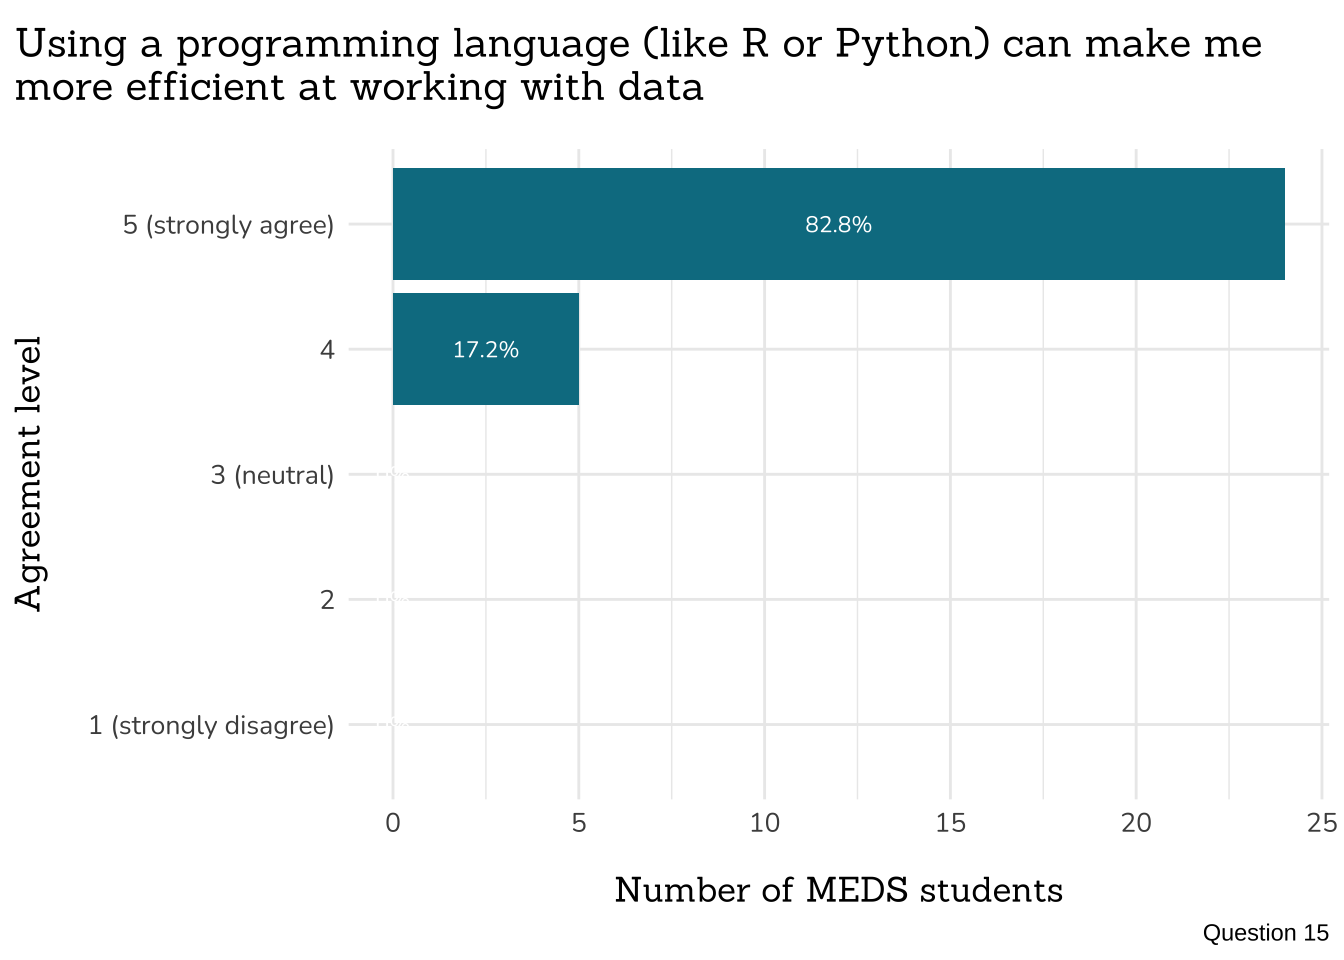 Using a programming language (like R or Python) can make me
more efficient at working with data
Agreement level
5 (strongly agree)
82.8%
4
17.2%
3 (neutral)
2
1 (strongly disagree)
0 5 10 15 20 25
Number of MEDS students
Question 15